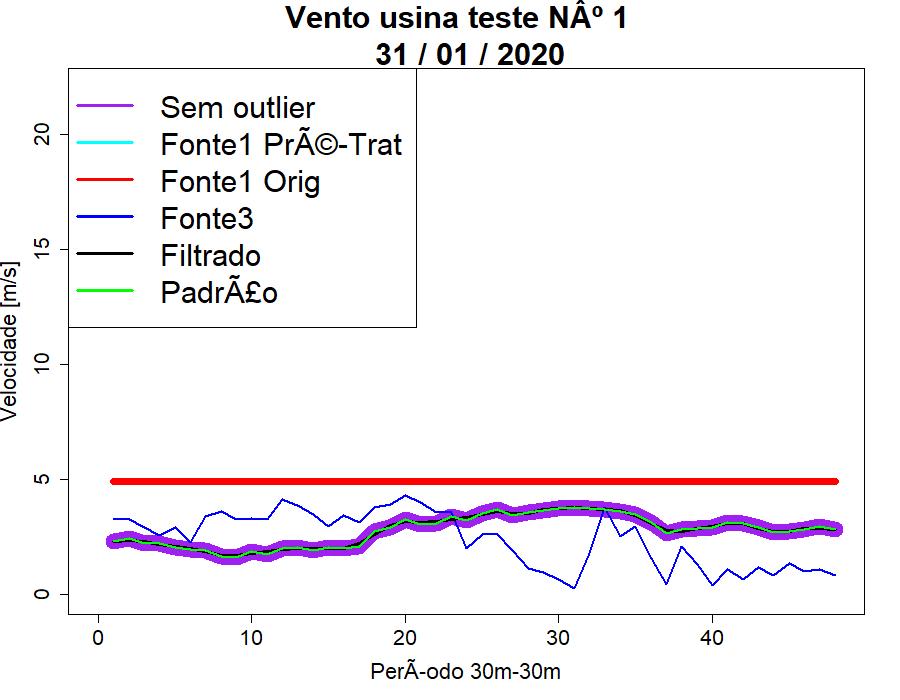 Vento usina teste NÂº 1
31 / 01 / 2020
Sem outlier
Fonte1 PrÃ©-Trat
Fonte1 Orig
Fonte3
Filtrado
PadrÃ£o
Velocidade [m/s]
20
15
10
5
0
0 10 20 30 40
PerÃ-odo 30m-30m